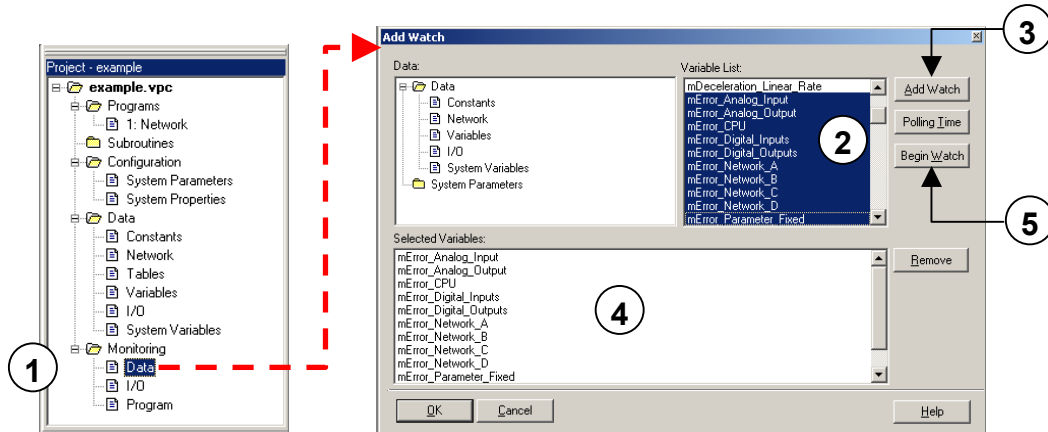 Project - example
example.vpc
Programs
1: Network
Subroutines
Configuration
System Parameters
System Properties
Data
Constants
Network
Tables
Variables
I/O
System Variables
Monitoring
1
Data
I/O
Program
Add Watch
3
Data:
Data
Constants
Network
Variables
I/O
System Variables
System Parameters
Variable List:
mDeceleration_Linear_Rate
mError_Analog_Input
mError_Analog_Output
mError_CPU
mError_Digital_Inputs
mError_Digital_Outputs
mError_Network_A
mError_Network_B
mError_Network_C
mError_Network_D
mError_Parameter_Fixed
2
Add Watch
Polling Time
Begin Watch
5
Selected Variables:
mError_Analog_Input
mError_Analog_Output
mError_CPU
mError_Digital_Inputs
mError_Digital_Outputs
mError_Network_A
mError_Network_B
mError_Network_C
mError_Network_D
mError_Parameter_Fixed
4
Remove
OK
Cancel
Help